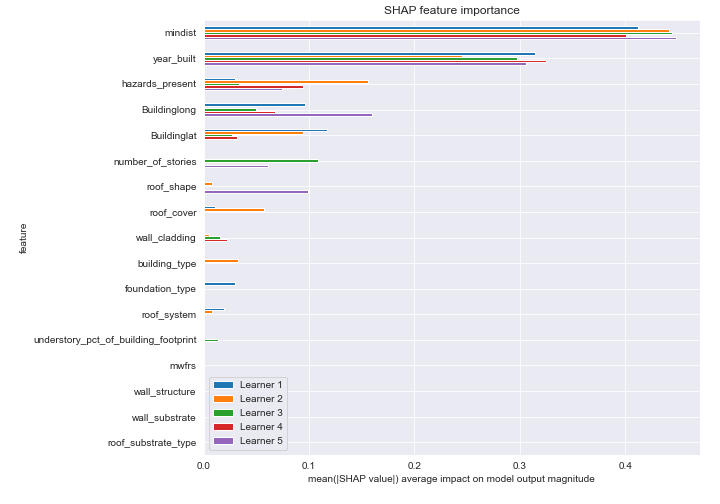 SHAP feature importance
mindist
year_built
hazards_present
Buildinglong
Buildinglat
number_of_stories
roof_shape
roof_cover
wall_cladding
building_type
foundation_type
roof_system
understory_pct_of_building_footprint
mwfrs
wall_structure
wall_substrate
roof_substrate_type
feature
Learner 1
Learner 2
Learner 3
Learner 4
Learner 5
0.0 0.1 0.2 0.3 0.4
mean(|SHAP value|) average impact on model output magnitude